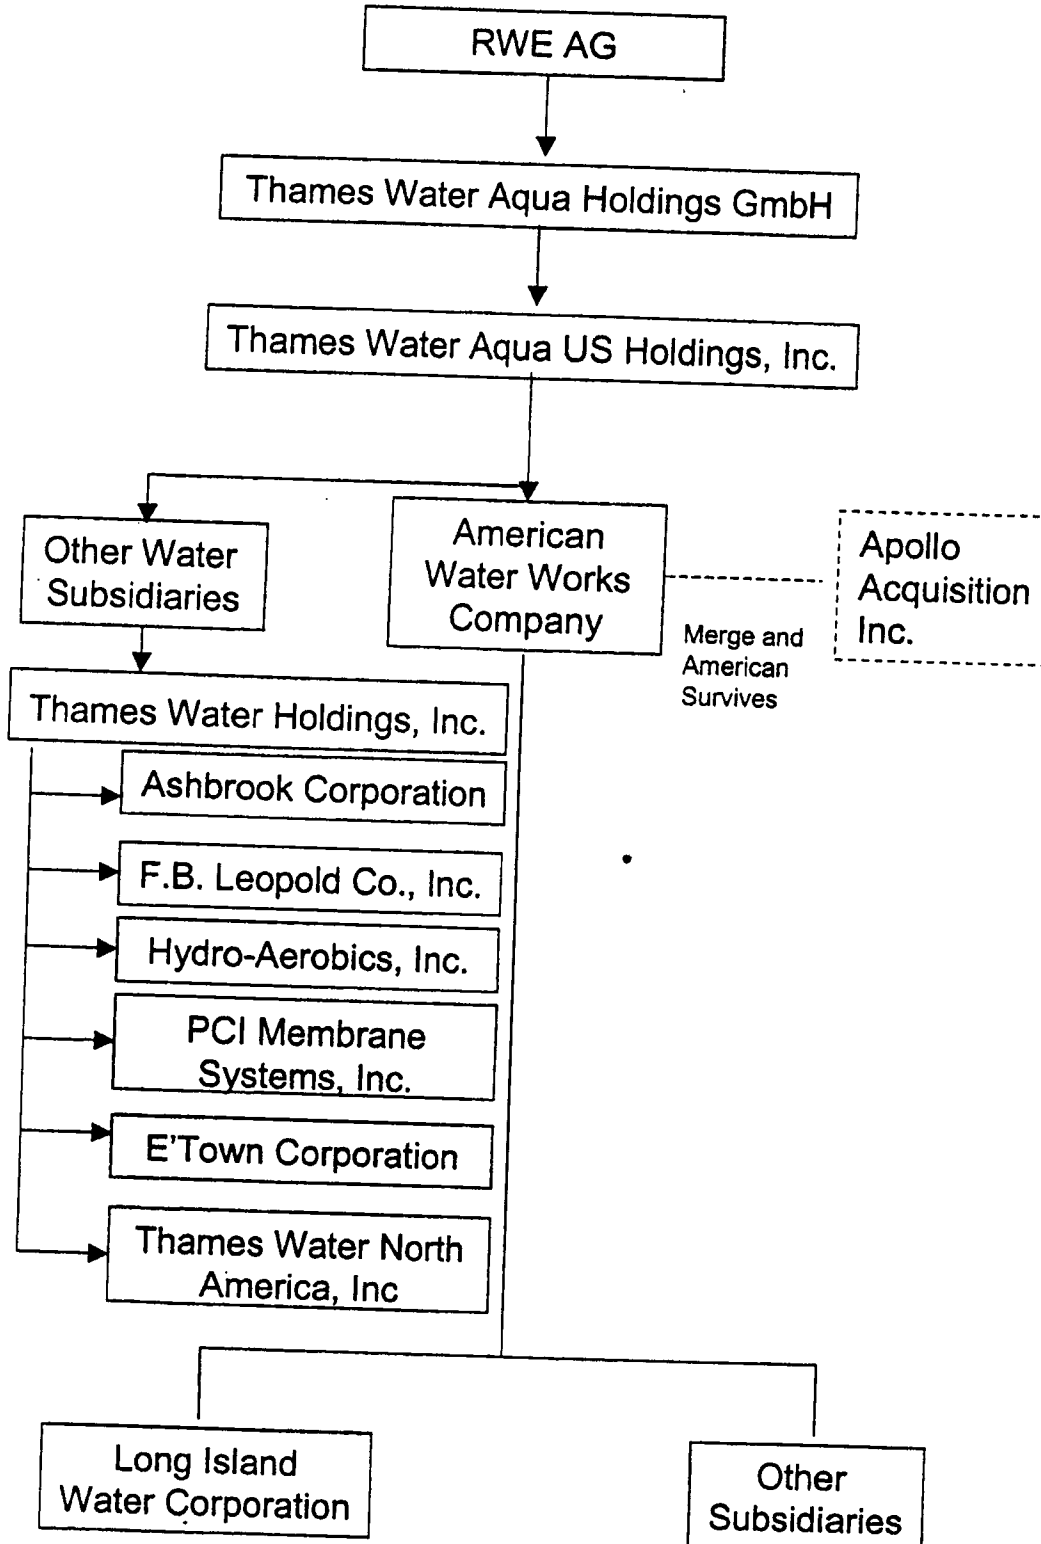 RWE AG
Thames Water Aqua Holdings GmbH
Thames Water Aqua US Holdings, Inc.
Other Water
Subsidiaries
American
Water Works
Company
Merge and
American
Survives
Apollo
Acquisition
Inc.
Thames Water Holdings, Inc.
Ashbrook Corporation
F.B. Leopold Co., Inc.
Hydro-Aerobics, Inc.
PCI Membrane
Systems, Inc.
E'Town Corporation
Thames Water North
America, Inc
Long Island
Water Corporation
Other
Subsidiaries